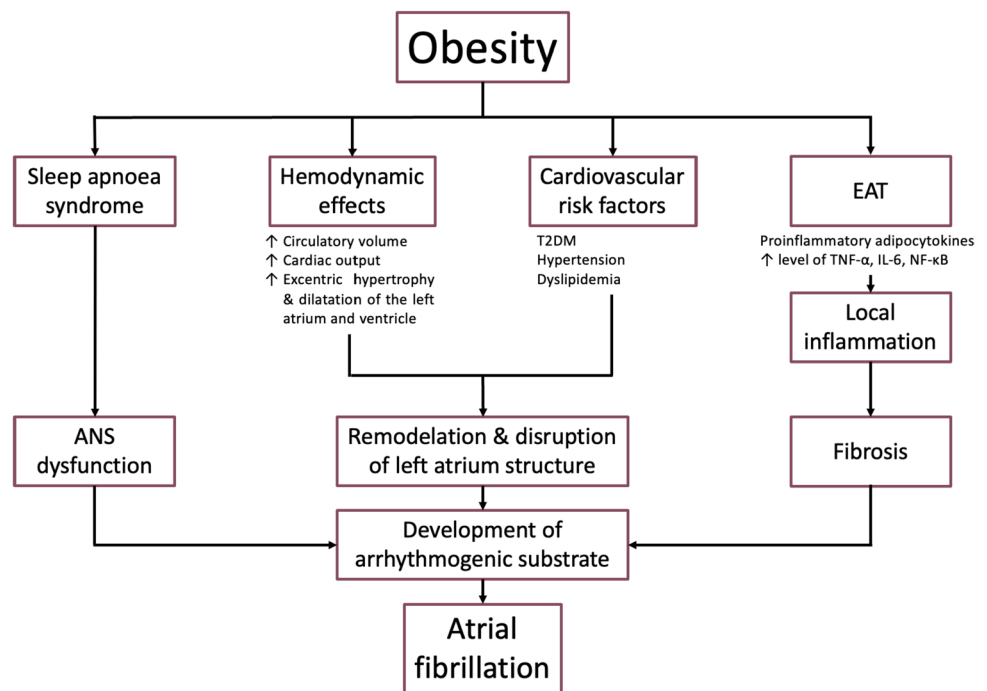 Obesity
Sleep apnoea
syndrome
Hemodynamic
effects
↑ Circulatory volume
↑ Cardiac output
↑ Excentric hypertrophy
& dilatation of the left
atrium and ventricle
Cardiovascular
risk factors
T2DM
Hypertension
Dyslipidemia
EAT
Proinflammatory adipocytokines
↑ level of TNF-α, IL-6, NF-κB
Local
inflammation
ANS
dysfunction
Remodelation & disruption
of left atrium structure
Fibrosis
Development of
arrhythmogenic substrate
Atrial
fibrillation